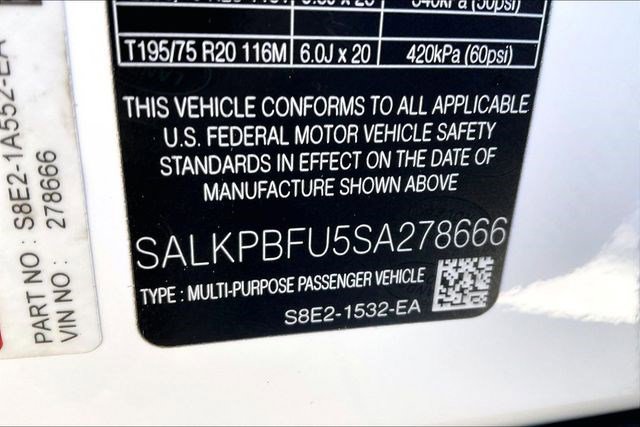 340kPa (50psi)
T195/75 R20 116M 6.0J x 20 420kPa (60psi)
THIS VEHICLE CONFORMS TO ALL APPLICABLE
U.S. FEDERAL MOTOR VEHICLE SAFETY
STANDARDS IN EFFECT ON THE DATE OF
MANUFACTURE SHOWN ABOVE
SALKPBFU5SA278666
TYPE : MULTI-PURPOSE PASSENGER VEHICLE
S8E2-1532-EA
PART NO : S8E2-1A552-EA
VIN NO : 278666